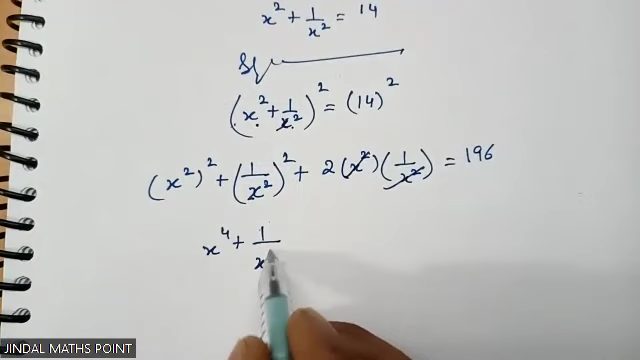 x² + 1/x² = 14
Sq
(x² + 1/x²)² = (14)²
(x²)² + (1/x²)² + 2(x²)(1/x²) = 196
x⁴ + 1/x
JINDAL MATHS POINT